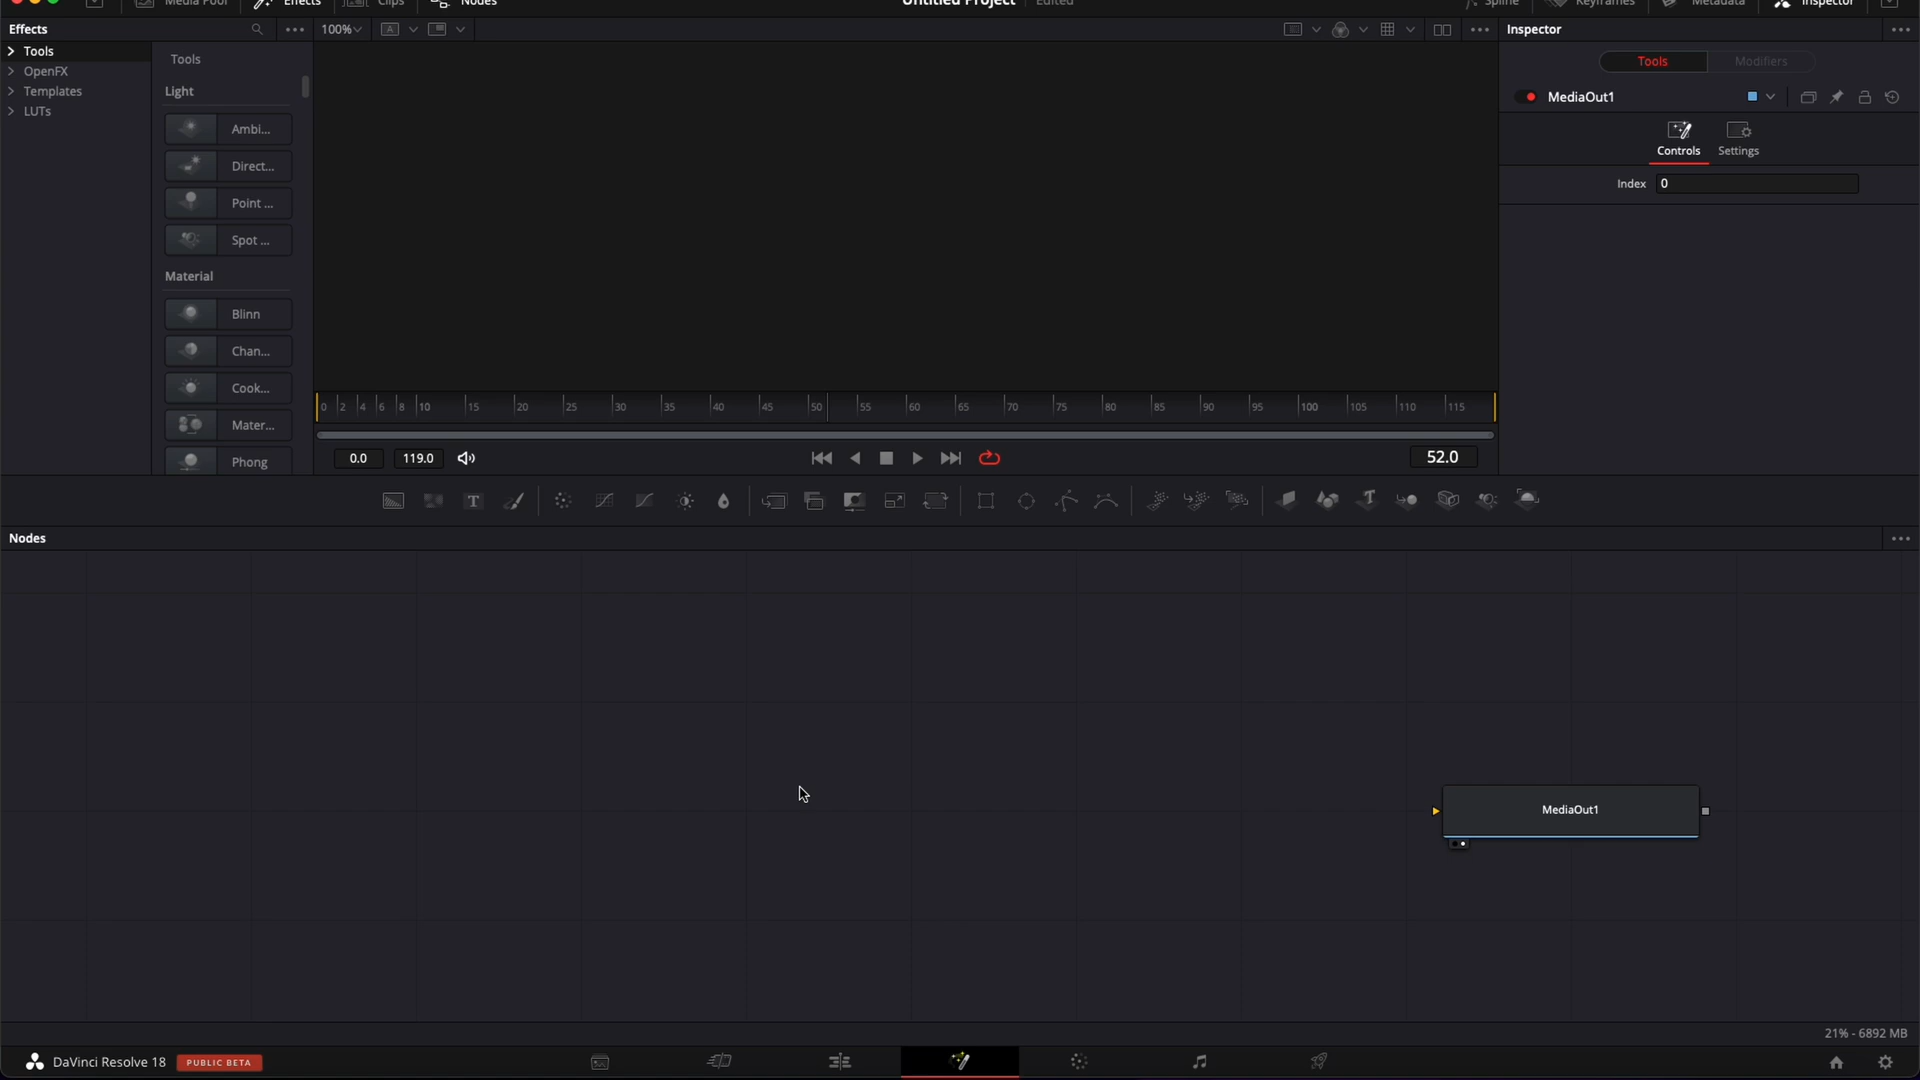 Media Pool
Effects
Clips
Nodes
Untitled Project
Edited
Spline
Keyframes
Metadata
Inspector
Effects
100%
A
Inspector
Tools
OpenFX
Templates
LUTs
Tools
Light
Ambi...
Direct...
Point ...
Spot ...
Material
Blinn
Chan...
Cook...
Mater...
Phong
Tools
Modifiers
MediaOut1
Controls
Settings
Index 0
0 2 4 6 8 10 15 20 25 30 35 40 45 50 55 60 65 70 75 80 85 90 95 100 105 110 115
0.0
119.0
52.0
T
T
Nodes
MediaOut1
21% - 6892 MB
DaVinci Resolve 18
PUBLIC BETA